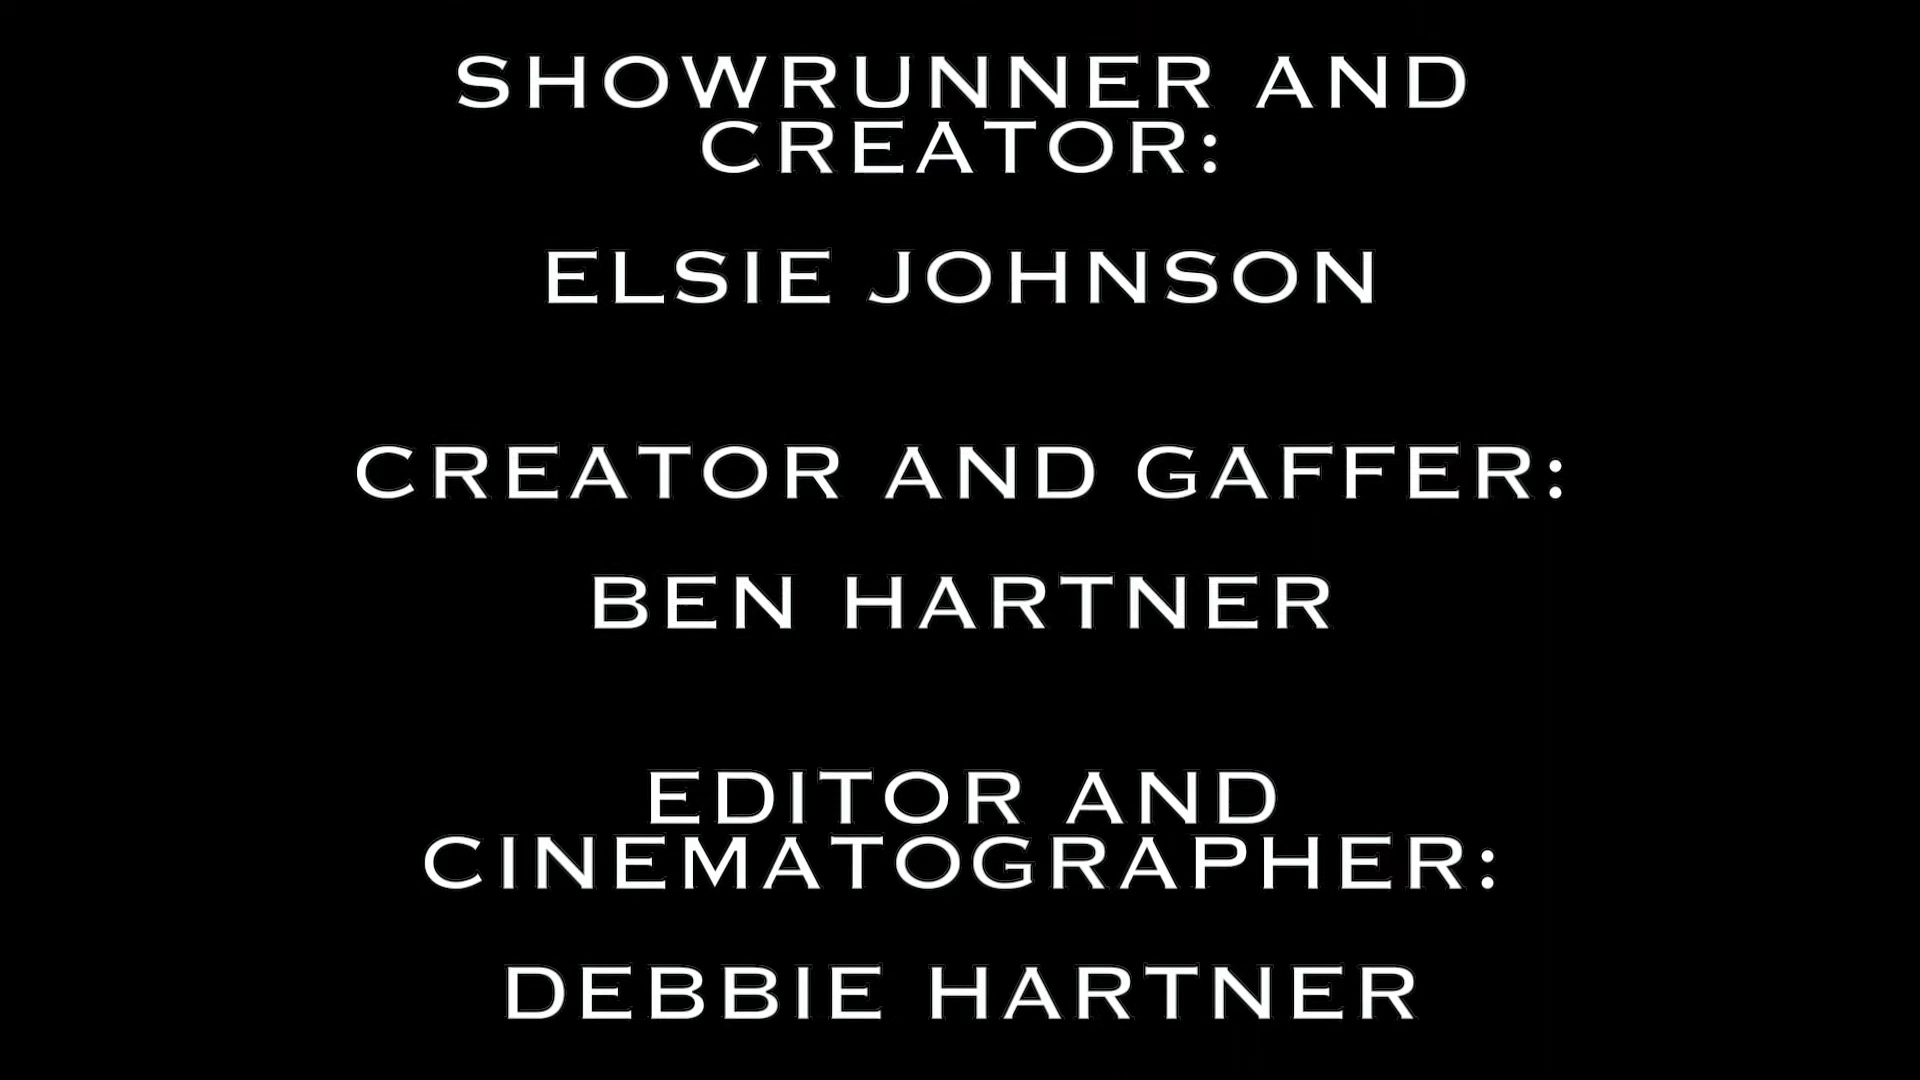 SHOWRUNNER AND
CREATOR:
ELSIE JOHNSON
CREATOR AND GAFFER:
BEN HARTNER
EDITOR AND
CINEMATOGRAPHER:
DEBBIE HARTNER